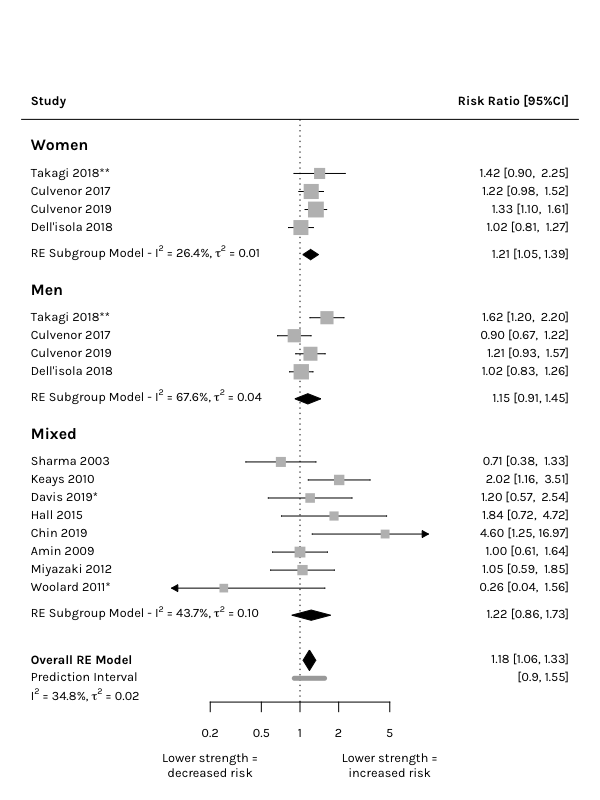 Study Risk Ratio [95%CI]
Women
Takagi 2018** 1.42 [0.90, 2.25]
Culvenor 2017 1.22 [0.98, 1.52]
Culvenor 2019 1.33 [1.10, 1.61]
Dell'isola 2018 1.02 [0.81, 1.27]
RE Subgroup Model - I² = 26.4%, τ² = 0.01 1.21 [1.05, 1.39]
Men
Takagi 2018** 1.62 [1.20, 2.20]
Culvenor 2017 0.90 [0.67, 1.22]
Culvenor 2019 1.21 [0.93, 1.57]
Dell'isola 2018 1.02 [0.83, 1.26]
RE Subgroup Model - I² = 67.6%, τ² = 0.04 1.15 [0.91, 1.45]
Mixed
Sharma 2003 0.71 [0.38, 1.33]
Keays 2010 2.02 [1.16, 3.51]
Davis 2019* 1.20 [0.57, 2.54]
Hall 2015 1.84 [0.72, 4.72]
Chin 2019 4.60 [1.25, 16.97]
Amin 2009 1.00 [0.61, 1.64]
Miyazaki 2012 1.05 [0.59, 1.85]
Woolard 2011* 0.26 [0.04, 1.56]
RE Subgroup Model - I² = 43.7%, τ² = 0.10 1.22 [0.86, 1.73]
Overall RE Model 1.18 [1.06, 1.33]
Prediction Interval [0.9, 1.55]
I² = 34.8%, τ² = 0.02
0.2 0.5 1 2 5
Lower strength = Lower strength =
decreased risk increased risk